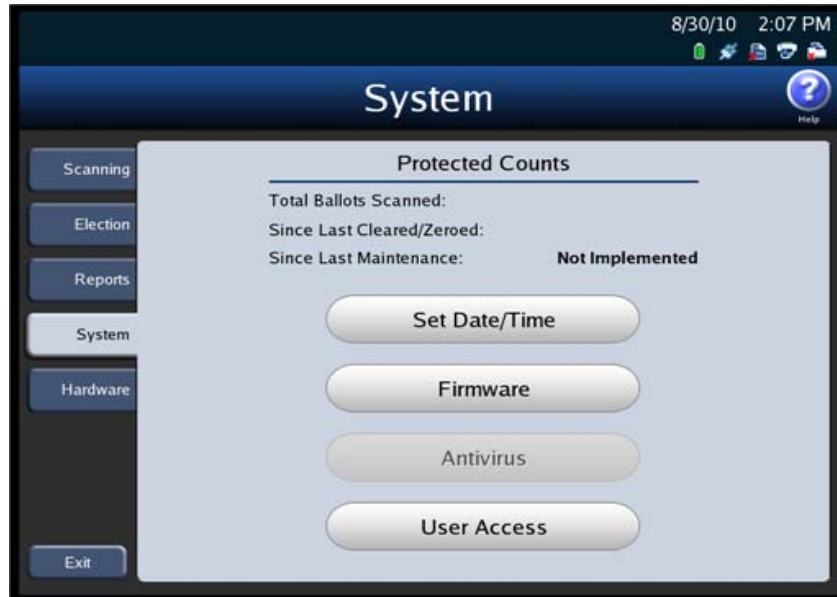 8/30/10 2:07 PM
System
Help
Scanning
Election
Reports
System
Hardware
Exit
Protected Counts
Total Ballots Scanned:
Since Last Cleared/Zeroed:
Since Last Maintenance: Not Implemented
Set Date/Time
Firmware
Antivirus
User Access